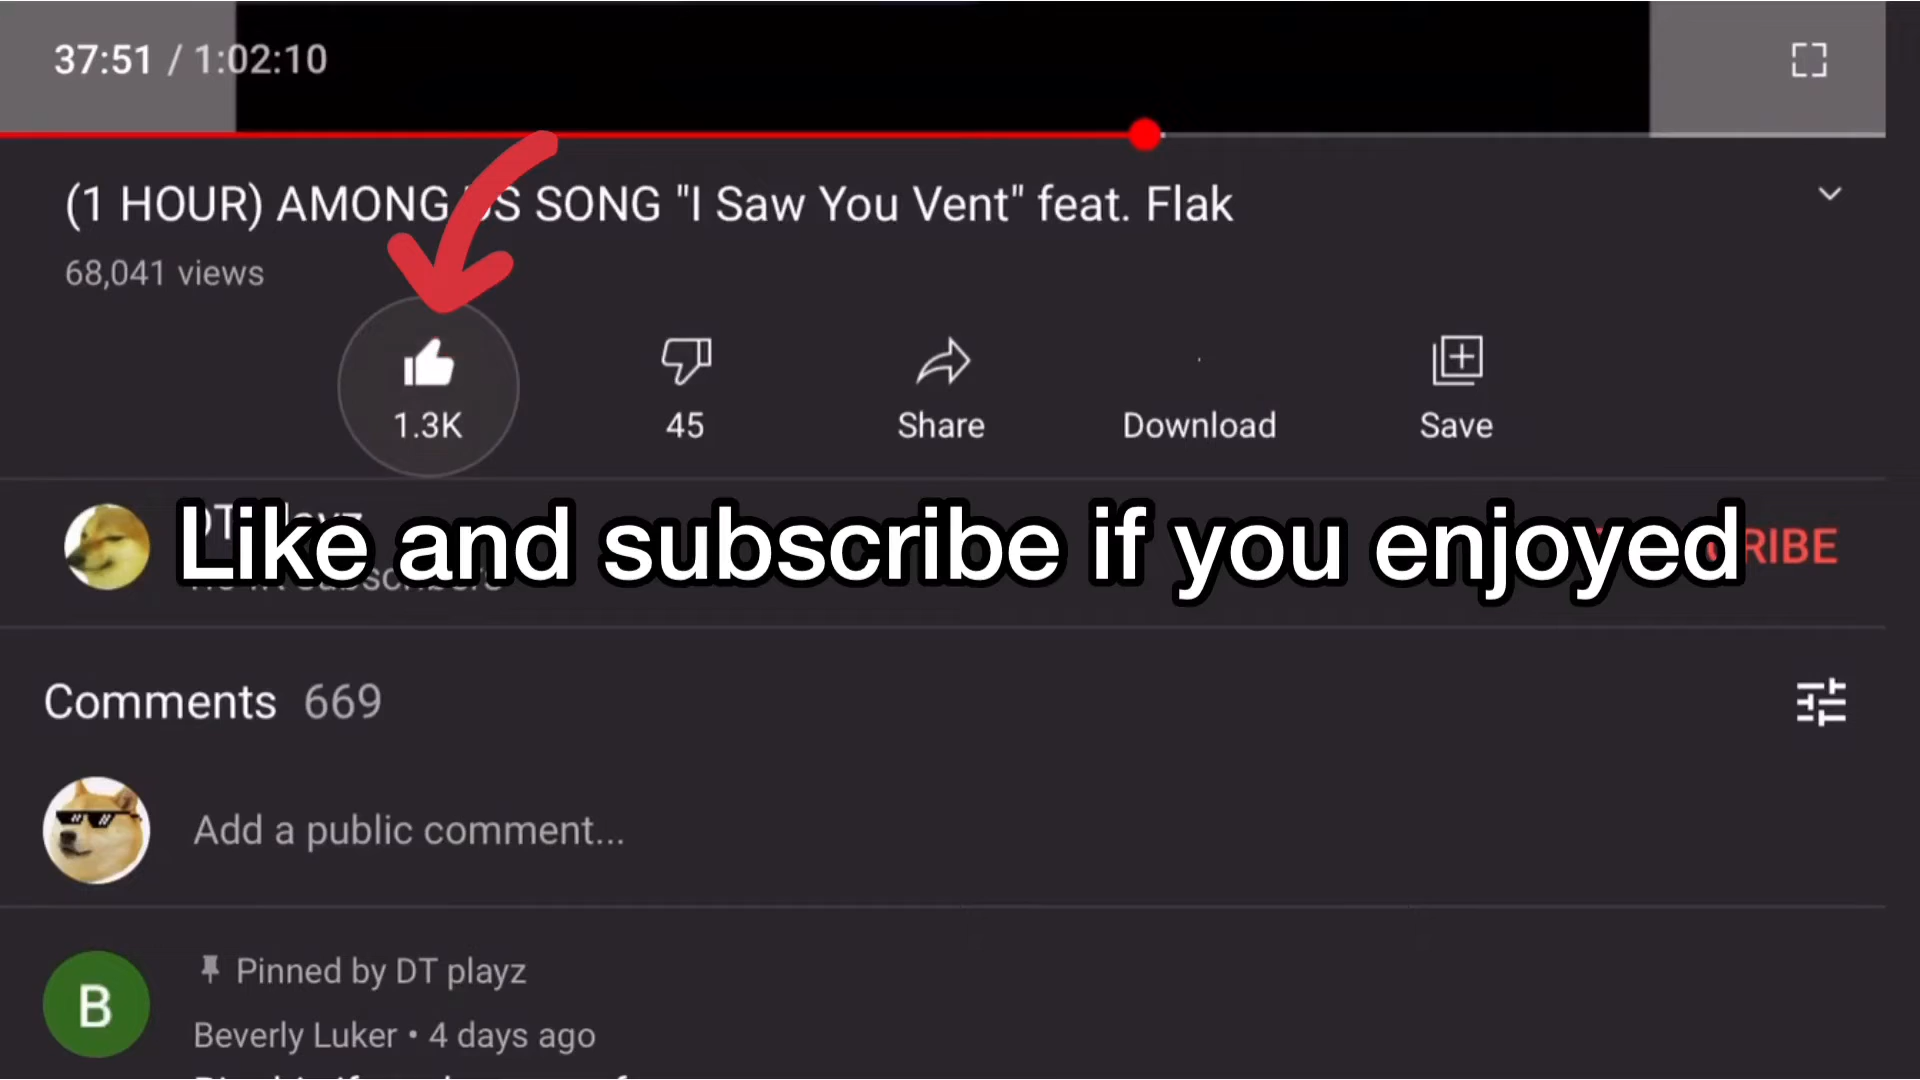 37:51 / 1:02:10
(1 HOUR) AMONG US SONG "I Saw You Vent" feat. Flak
68,041 views
1.3K
45
Share
Download
Save
DT playz
Like and subscribe if you enjoyed
Comments 669
Add a public comment...
B
Pinned by DT playz
Beverly Luker • 4 days ago